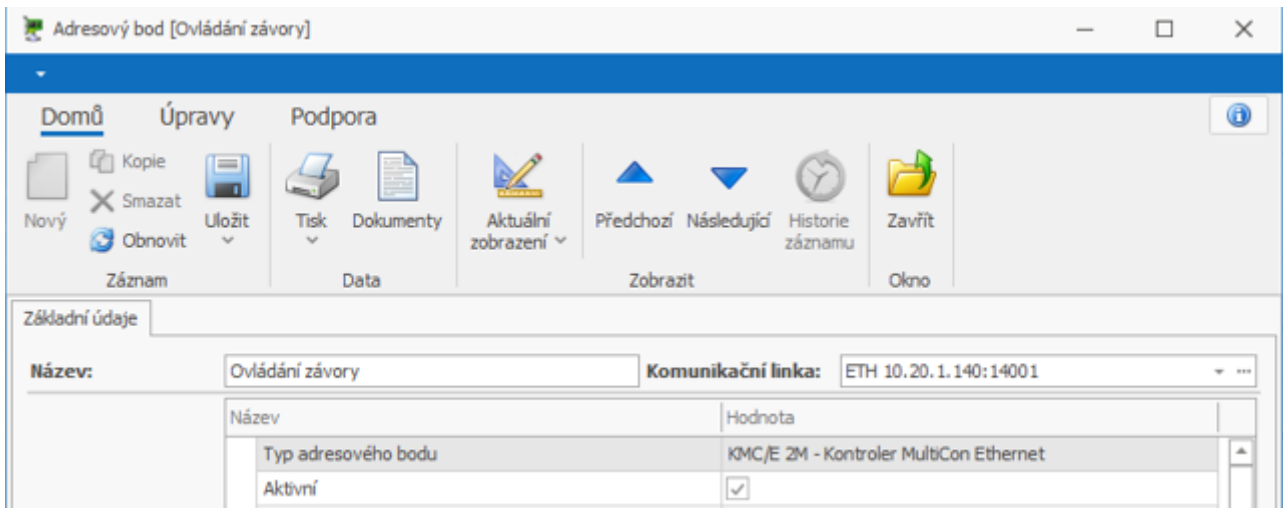 Adresový bod [Ovládání závory]
Domů Úpravy Podpora
Nový
Kopie
Smazat
Obnovit
Uložit
Záznam
Tisk
Dokumenty
Data
Aktuální
zobrazení
Předchozí
Následující
Historie
záznamu
Zobrazit
Zavřít
Okno
Základní údaje
Název: Ovládání závory Komunikační linka: ETH 10.20.1.140:14001
Název Hodnota
Typ adresového bodu KMC/E 2M - Kontroler MultiCon Ethernet
Aktivní